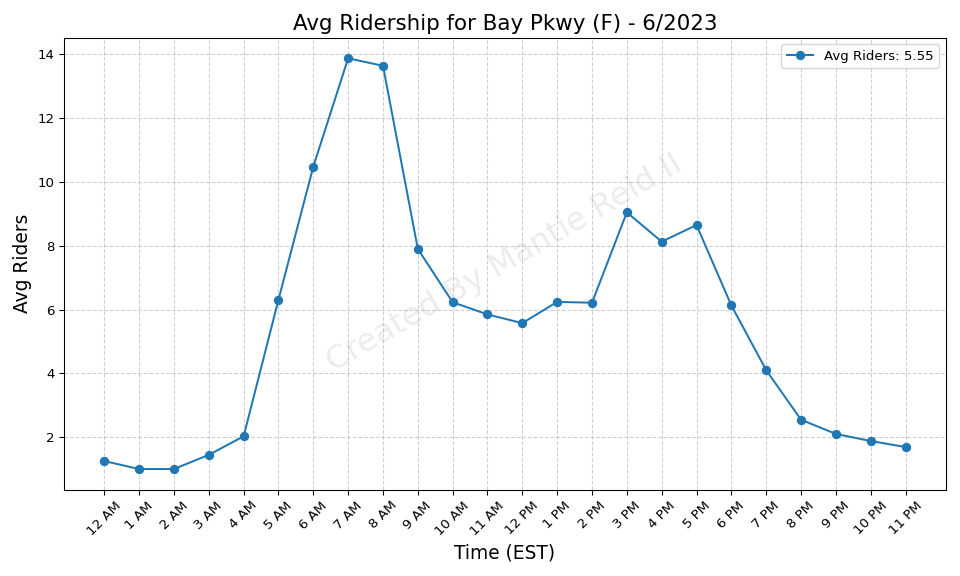 Avg Ridership for Bay Pkwy (F) - 6/2023
Avg Riders: 5.55
14
12
10
8
6
4
2
Avg Riders
Created By Mantie Reid II
12 AM
1 AM
2 AM
3 AM
4 AM
5 AM
6 AM
7 AM
8 AM
9 AM
10 AM
11 AM
12 PM
1 PM
2 PM
3 PM
4 PM
5 PM
6 PM
7 PM
8 PM
9 PM
10 PM
11 PM
Time (EST)